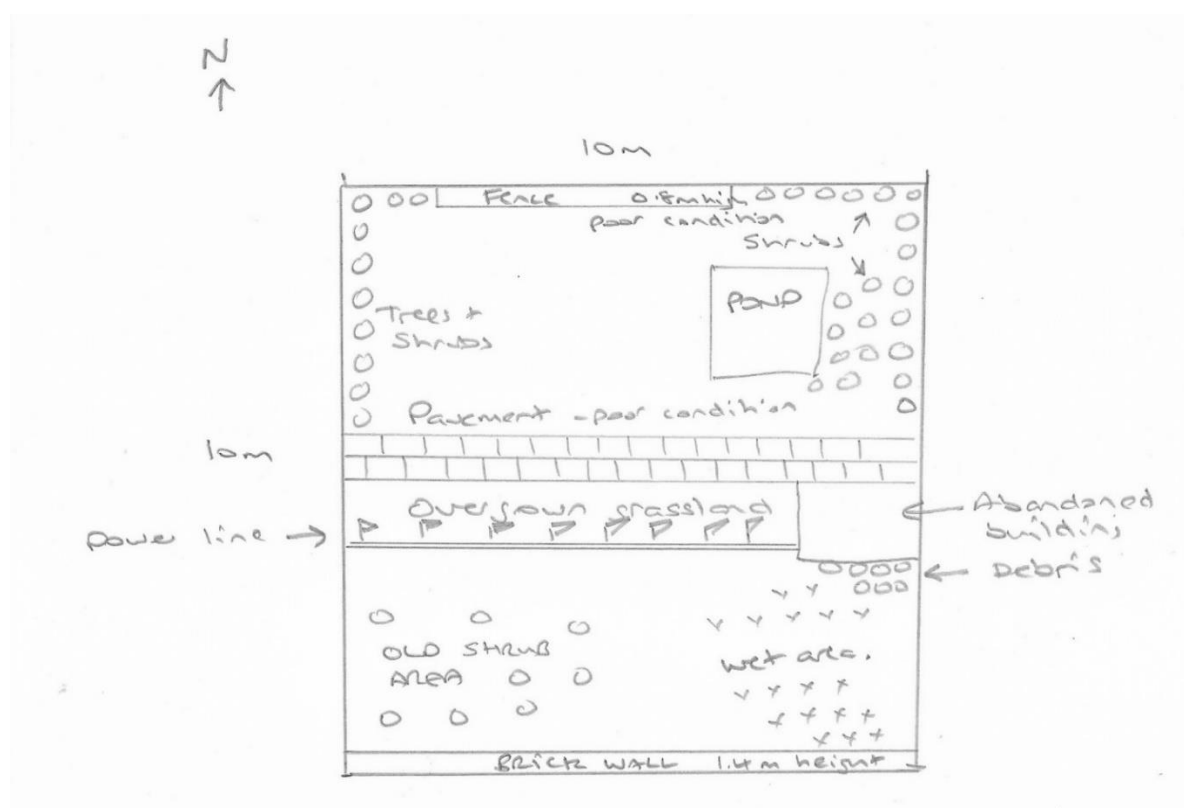 N
10m
Fence 0.8m high
poor condition
Shrubs
POND
Trees +
Shrubs
Pavement - poor condition
10m
Overgrown grassland
Abandoned
building
power line
Debris
OLD SHRUB
AREA
wet area.
BRICK WALL 1.4m height